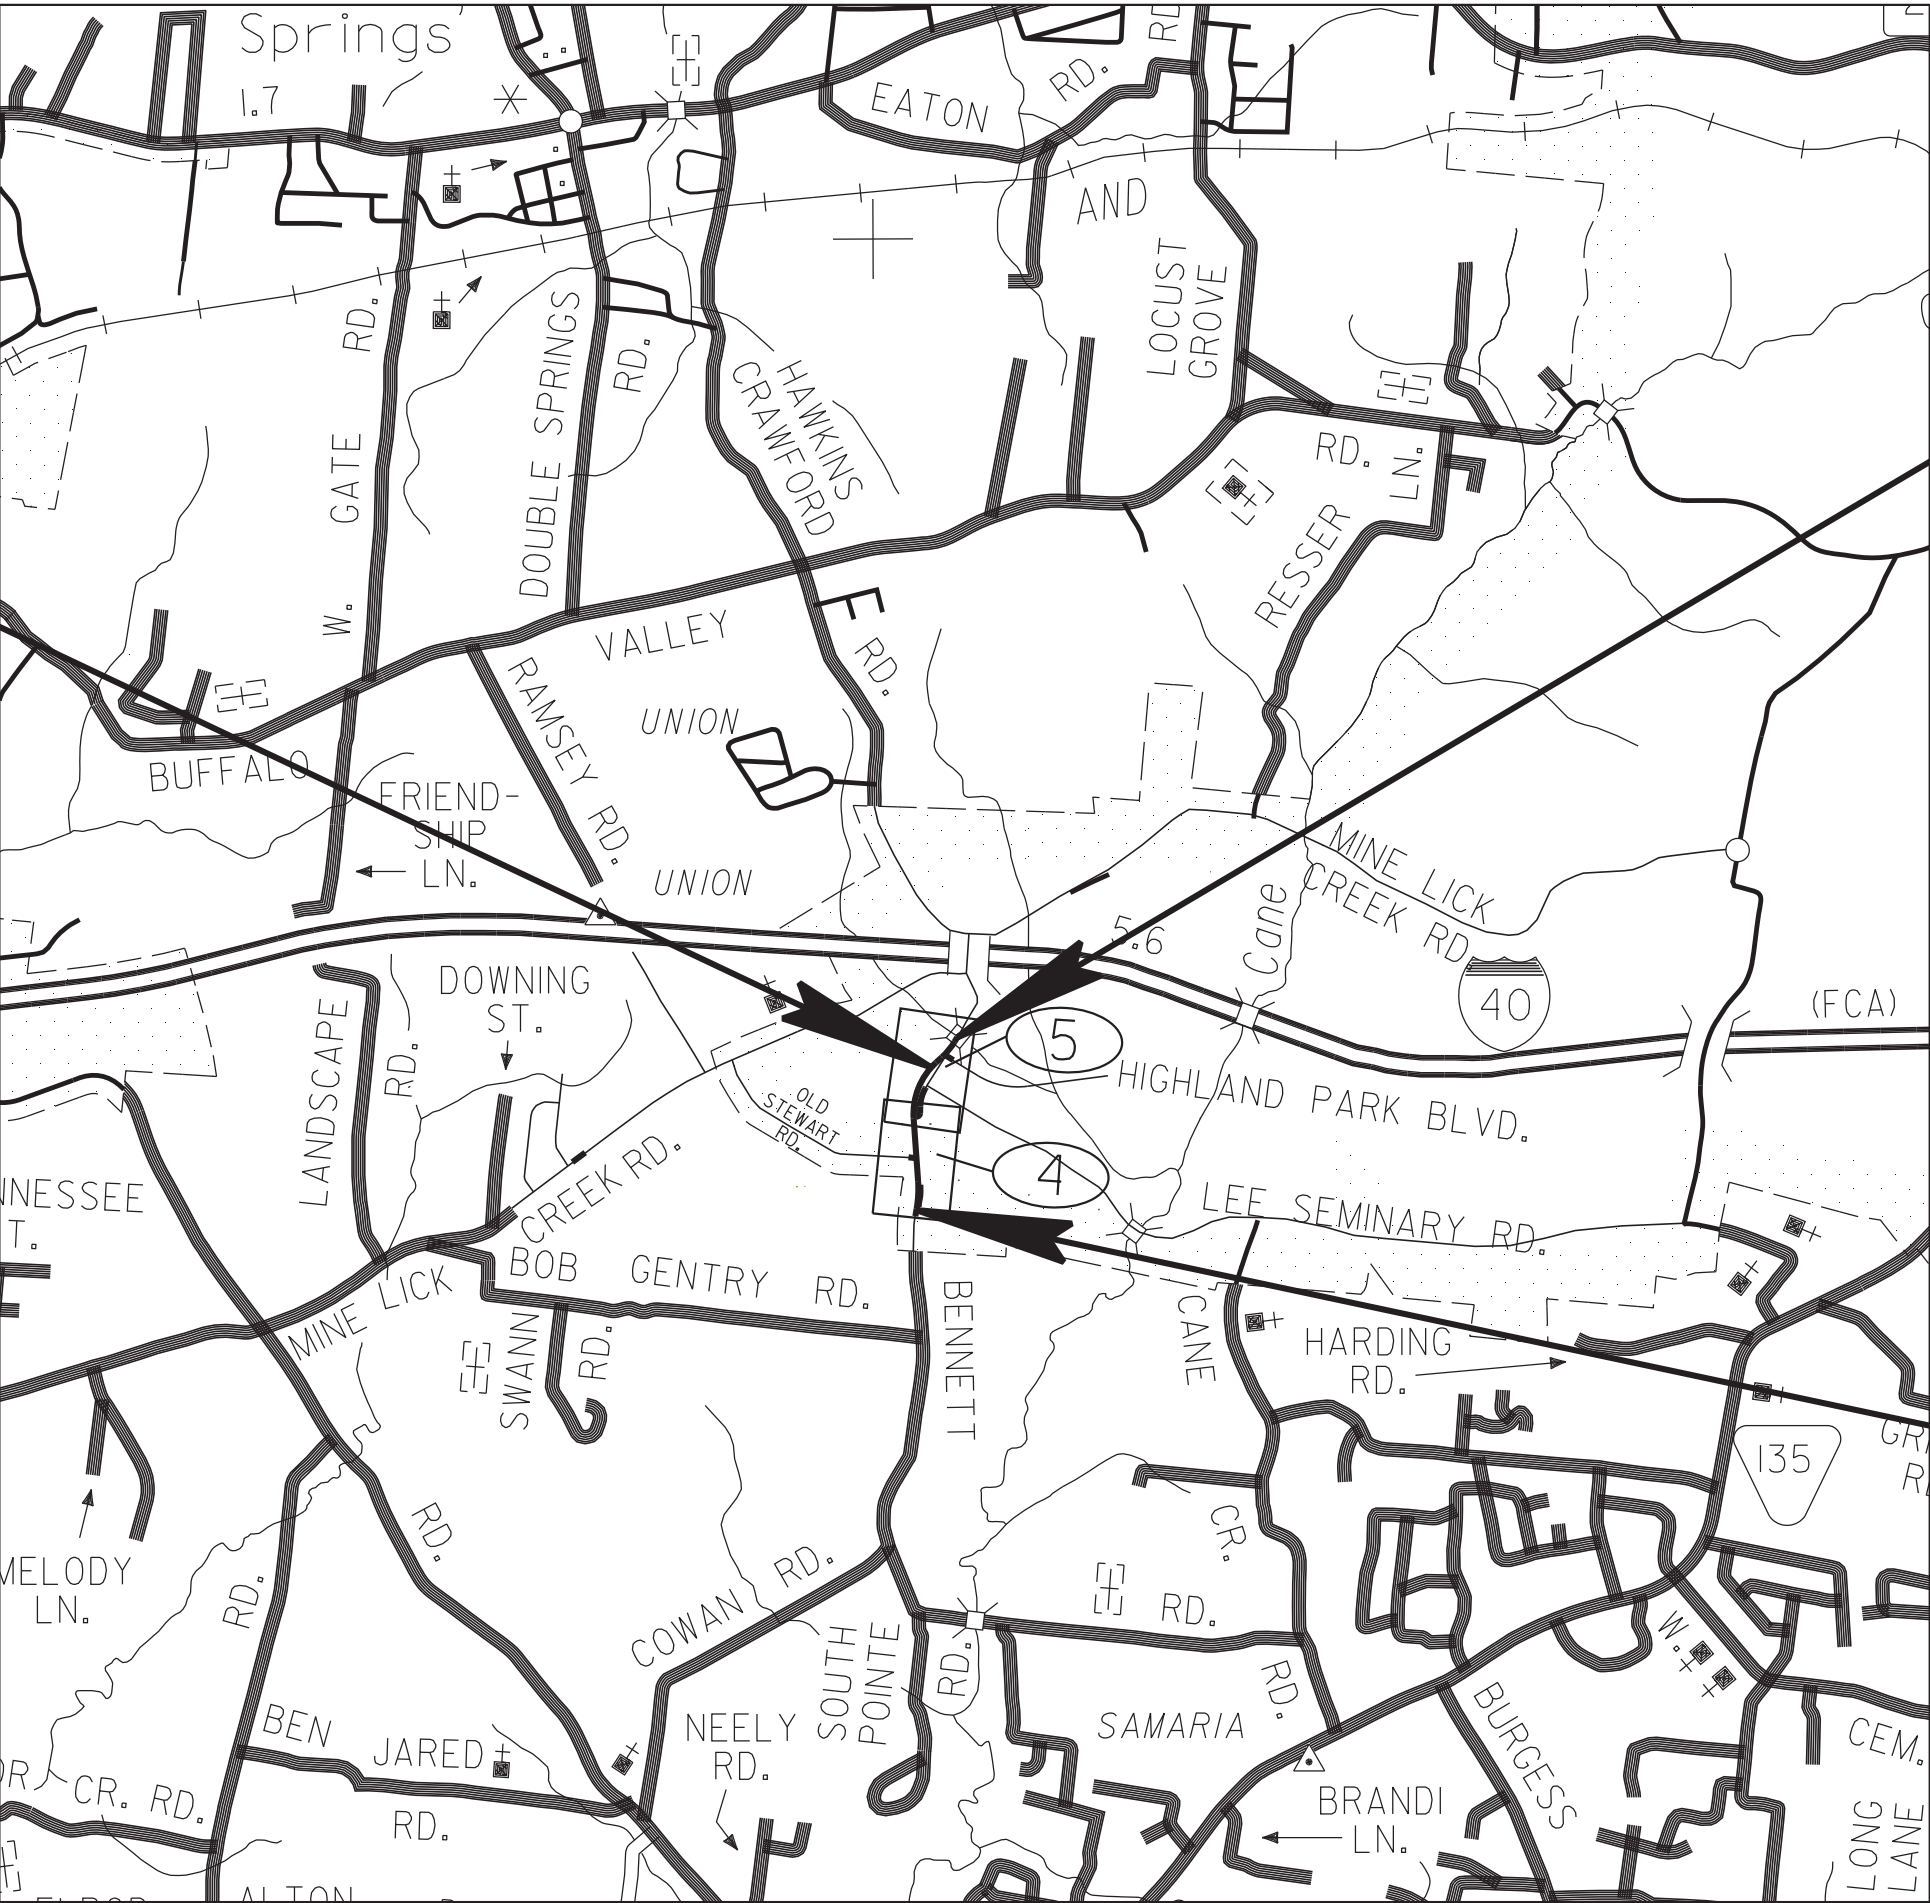 Springs
1.7
EATON
RD.
RD
AND
LOCUST
GROVE
RD.
W. GATE
DOUBLE SPRINGS
RD.
HAWKINS
CRAWFORD
RD.
RD.
LN.
RESSER
VALLEY
BUFFALO
RAMSEY RD.
UNION
FRIEND-
SHIP
LN.
UNION
MINE LICK
CREEK RD.
5.6
Cane
40
(FCA)
DOWNING
ST.
LANDSCAPE
RD.
5
HIGHLAND PARK BLVD.
OLD
STEWART
RD.
4
LEE SEMINARY RD.
NNESSEE
T.
CREEK RD.
MINE LICK
BOB GENTRY RD.
BENNETT
SWANN
RD.
CANE
CR.
RD.
HARDING
RD.
135
GR
R
MELODY
LN.
RD.
RD.
COWAN RD.
RD.
SOUTH
POINTE
RD.
W.
BEN JARED
RD.
NEELY
RD.
SAMARIA
BURGESS
CEM.
OR CR. RD.
BRANDI
LN.
LONG
LANE
ALTON